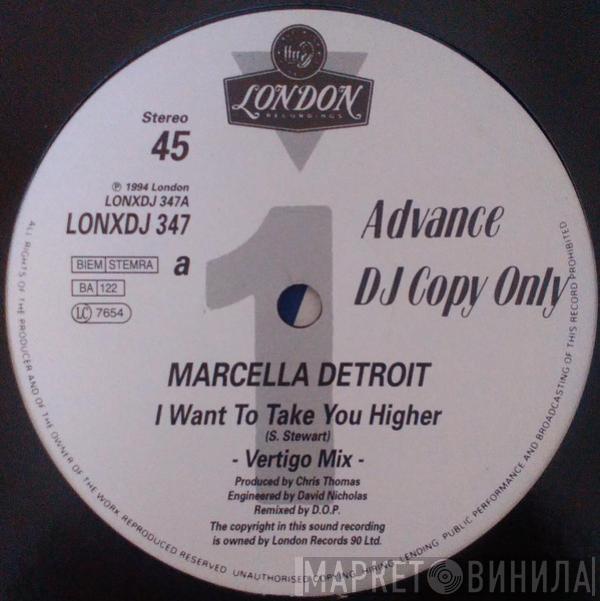 ffrr
LONDON
RECORDINGS
Stereo
45
℗ 1994 London
LONXDJ 347A
LONXDJ 347
BIEM STEMRA
a
BA 122
LC 7654
1
Advance
DJ Copy Only
MARCELLA DETROIT
I Want To Take You Higher
(S. Stewart)
- Vertigo Mix -
Produced by Chris Thomas
Engineered by David Nicholas
Remixed by D.O.P.
The copyright in this sound recording
is owned by London Records 90 Ltd.
ALL RIGHTS OF THE PRODUCER AND OF THE OWNER OF THE WORK REPRODUCED RESERVED UNAUTHORISED COPYING, HIRING, LENDING, PUBLIC PERFORMANCE AND BROADCASTING OF THIS RECORD PROHIBITED
МАРКЕТ ВИНИЛА